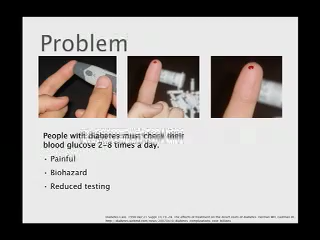 Problem
People with diabetes must check their
blood glucose 2-8 times a day.
• Painful
• Biohazard
• Reduced testing